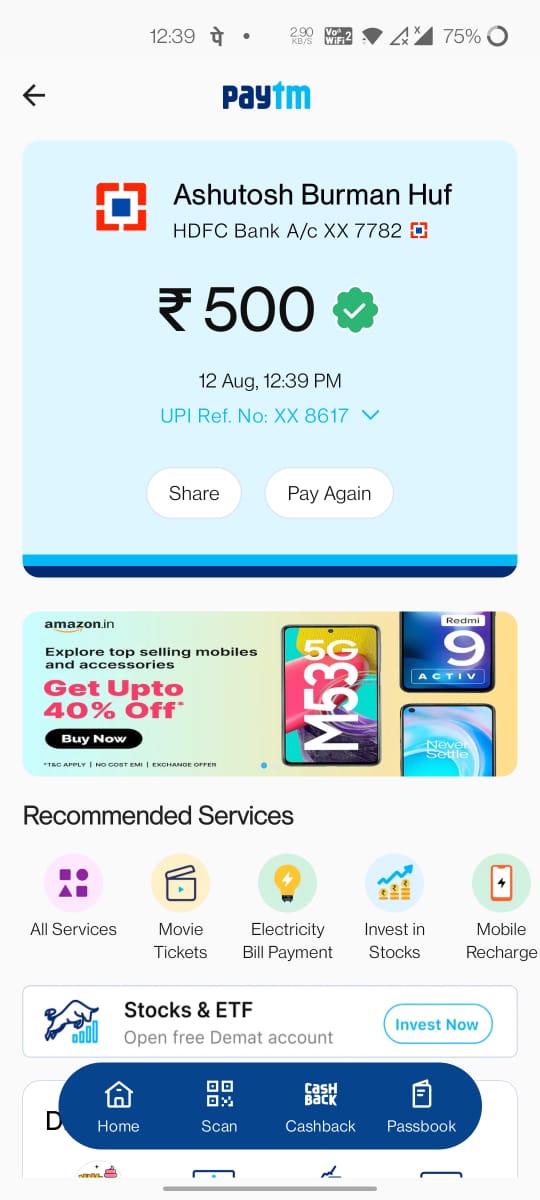 12:39 पे • 2.90 KB/S Vo WiFi 2 x 75%
paytm
Ashutosh Burman Huf
HDFC Bank A/c XX 7782
₹500
12 Aug, 12:39 PM
UPI Ref. No: XX 8617
Share Pay Again
amazon.in
Explore top selling mobiles
and accessories
Get Upto
40% Off*
Buy Now
*T&C APPLY | NO COST EMI | EXCHANGE OFFER
5G
M53
Redmi
9
ACTIV
Never
Settle
Recommended Services
All Services
Movie
Tickets
Electricity
Bill Payment
Invest in
Stocks
Mobile
Recharge
Stocks & ETF
Open free Demat account
Invest Now
D
Home
Scan
CASH
BACK
Cashback
Passbook